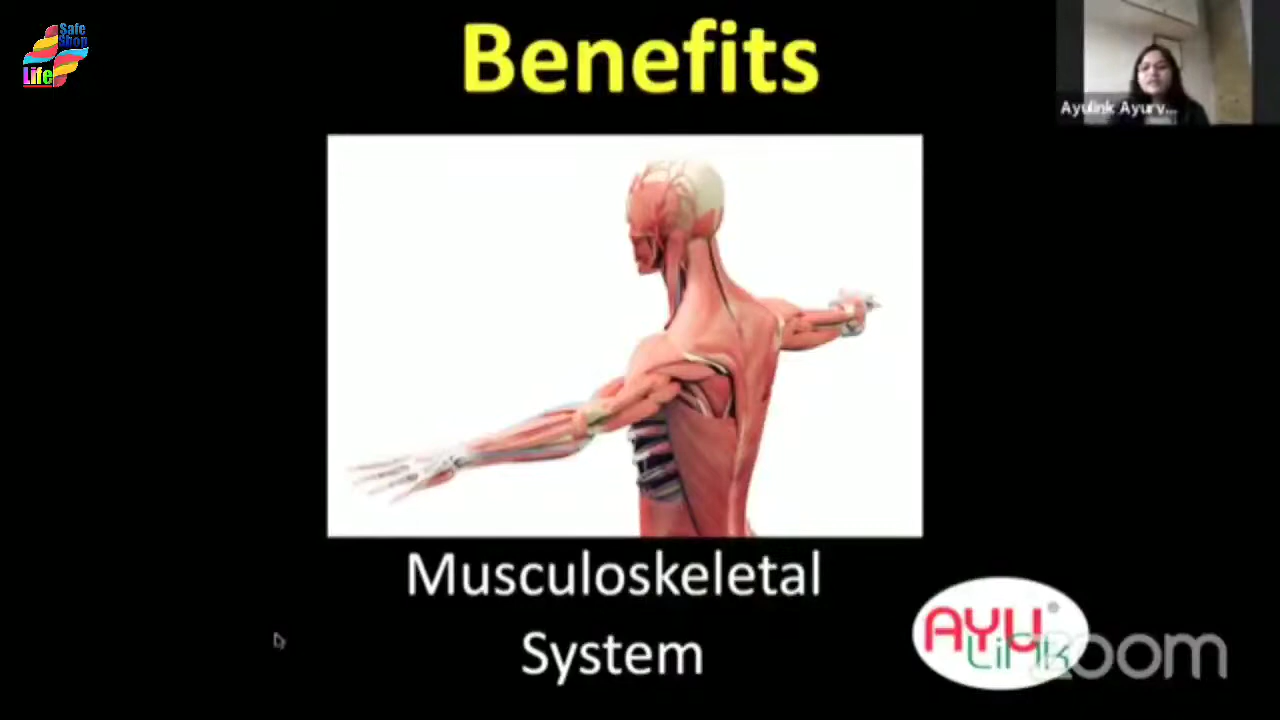 Safe
Shop
Life
Benefits
Ayulink Ayurv...
Musculoskeletal
System
AYU
Link
zoom